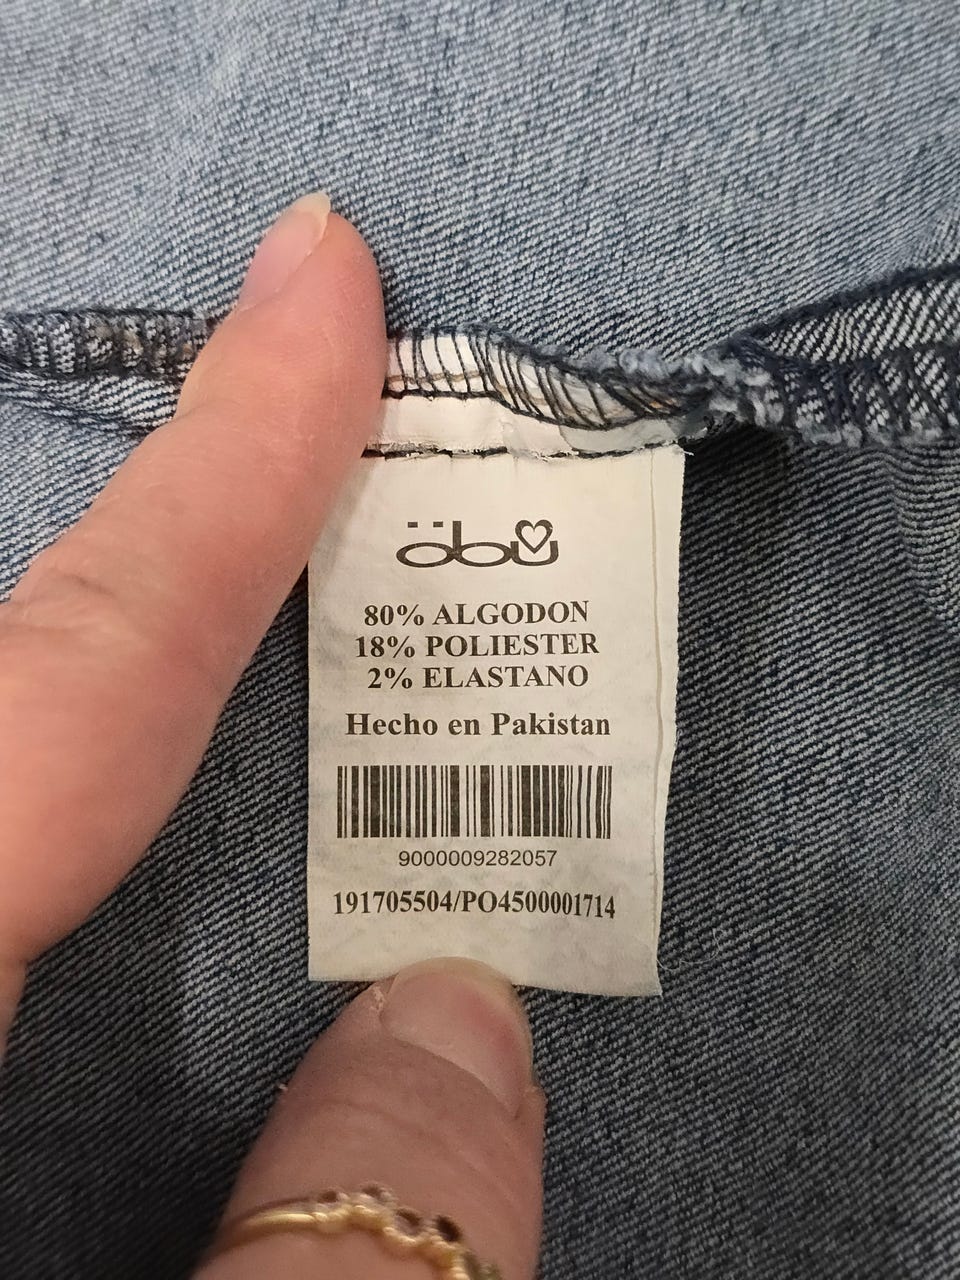 öbü
80% ALGODON
18% POLIESTER
2% ELASTANO
Hecho en Pakistan
9000009282057
191705504/PO4500001714